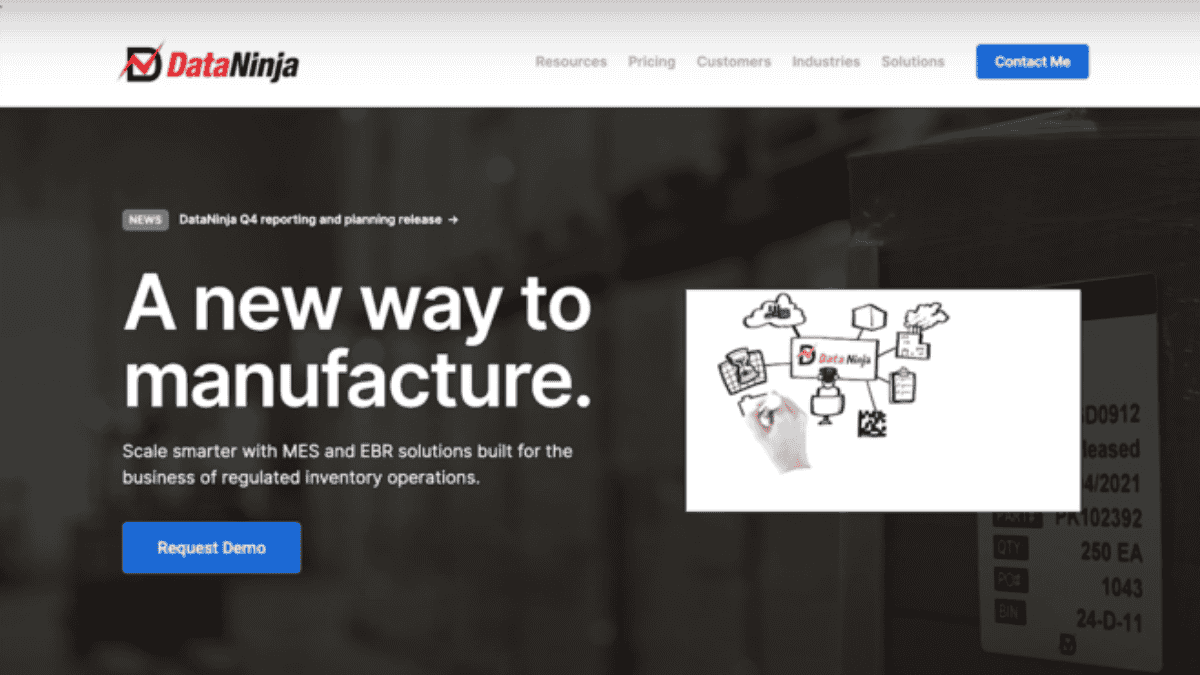 DataNinja
Resources Pricing Customers Industries Solutions Contact Me
NEWS DataNinja Q4 reporting and planning release →
A new way to
manufacture.
Scale smarter with MES and EBR solutions built for the
business of regulated inventory operations.
Request Demo
Data Ninja
D0912
leased
4/2021
PART# PK102392
QTY 250 EA
PO# 1043
BIN 24-D-11